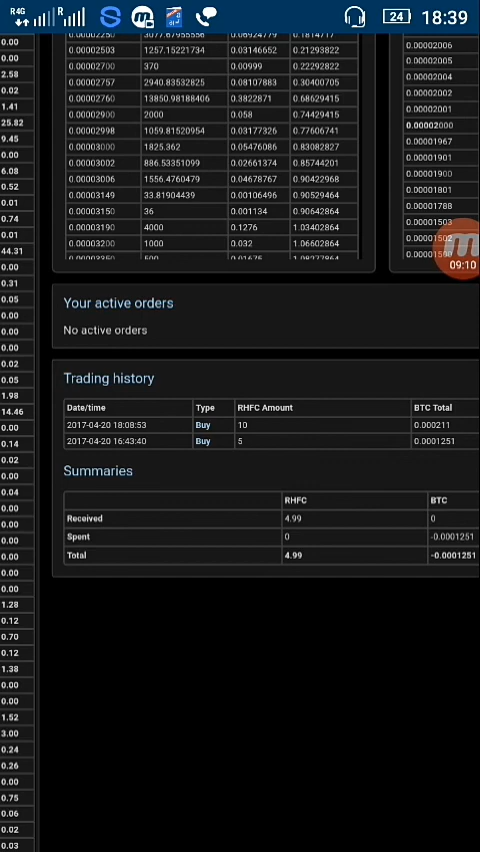 R4G R 24 18:39
0.00
0.00
2.58
0.02
1.41
25.82
9.45
0.00
6.08
0.52
0.01
0.74
0.01
44.31
0.00
0.31
0.05
0.00
0.00
0.00
0.02
0.05
1.98
14.46
0.00
0.14
0.02
0.00
0.04
0.00
0.00
0.00
0.00
0.00
0.00
1.28
0.12
0.70
0.12
1.38
0.00
0.00
1.52
3.00
0.24
0.26
0.00
0.75
0.06
0.02
0.03
0.00002503 1257.15221734 0.03146652 0.21293822
0.00002700 370 0.00999 0.22292822
0.00002757 2940.83532825 0.08107883 0.30400705
0.00002760 13850.98188406 0.3822871 0.68629415
0.00002900 2000 0.058 0.74429415
0.00002998 1059.81520954 0.03177326 0.77606741
0.00003000 1825.362 0.05476086 0.83082827
0.00003002 886.53351099 0.02661374 0.85744201
0.00003006 1556.4760479 0.04678767 0.90422968
0.00003149 33.81904439 0.00106496 0.90529464
0.00003150 36 0.001134 0.90642864
0.00003190 4000 0.1276 1.03402864
0.00003200 1000 0.032 1.06602864
0.00003350 500 0.01675 1.08277864
0.00002006
0.00002005
0.00002004
0.00002002
0.00002001
0.00002000
0.00001967
0.00001901
0.00001900
0.00001801
0.00001788
0.00001503
0.00001502
09:10
Your active orders
No active orders
Trading history
Date/time Type RHFC Amount BTC Total
2017-04-20 18:08:53 Buy 10 0.000211
2017-04-20 16:43:40 Buy 5 0.0001251
Summaries
RHFC BTC
Received 4.99 0
Spent 0 -0.0001251
Total 4.99 -0.0001251